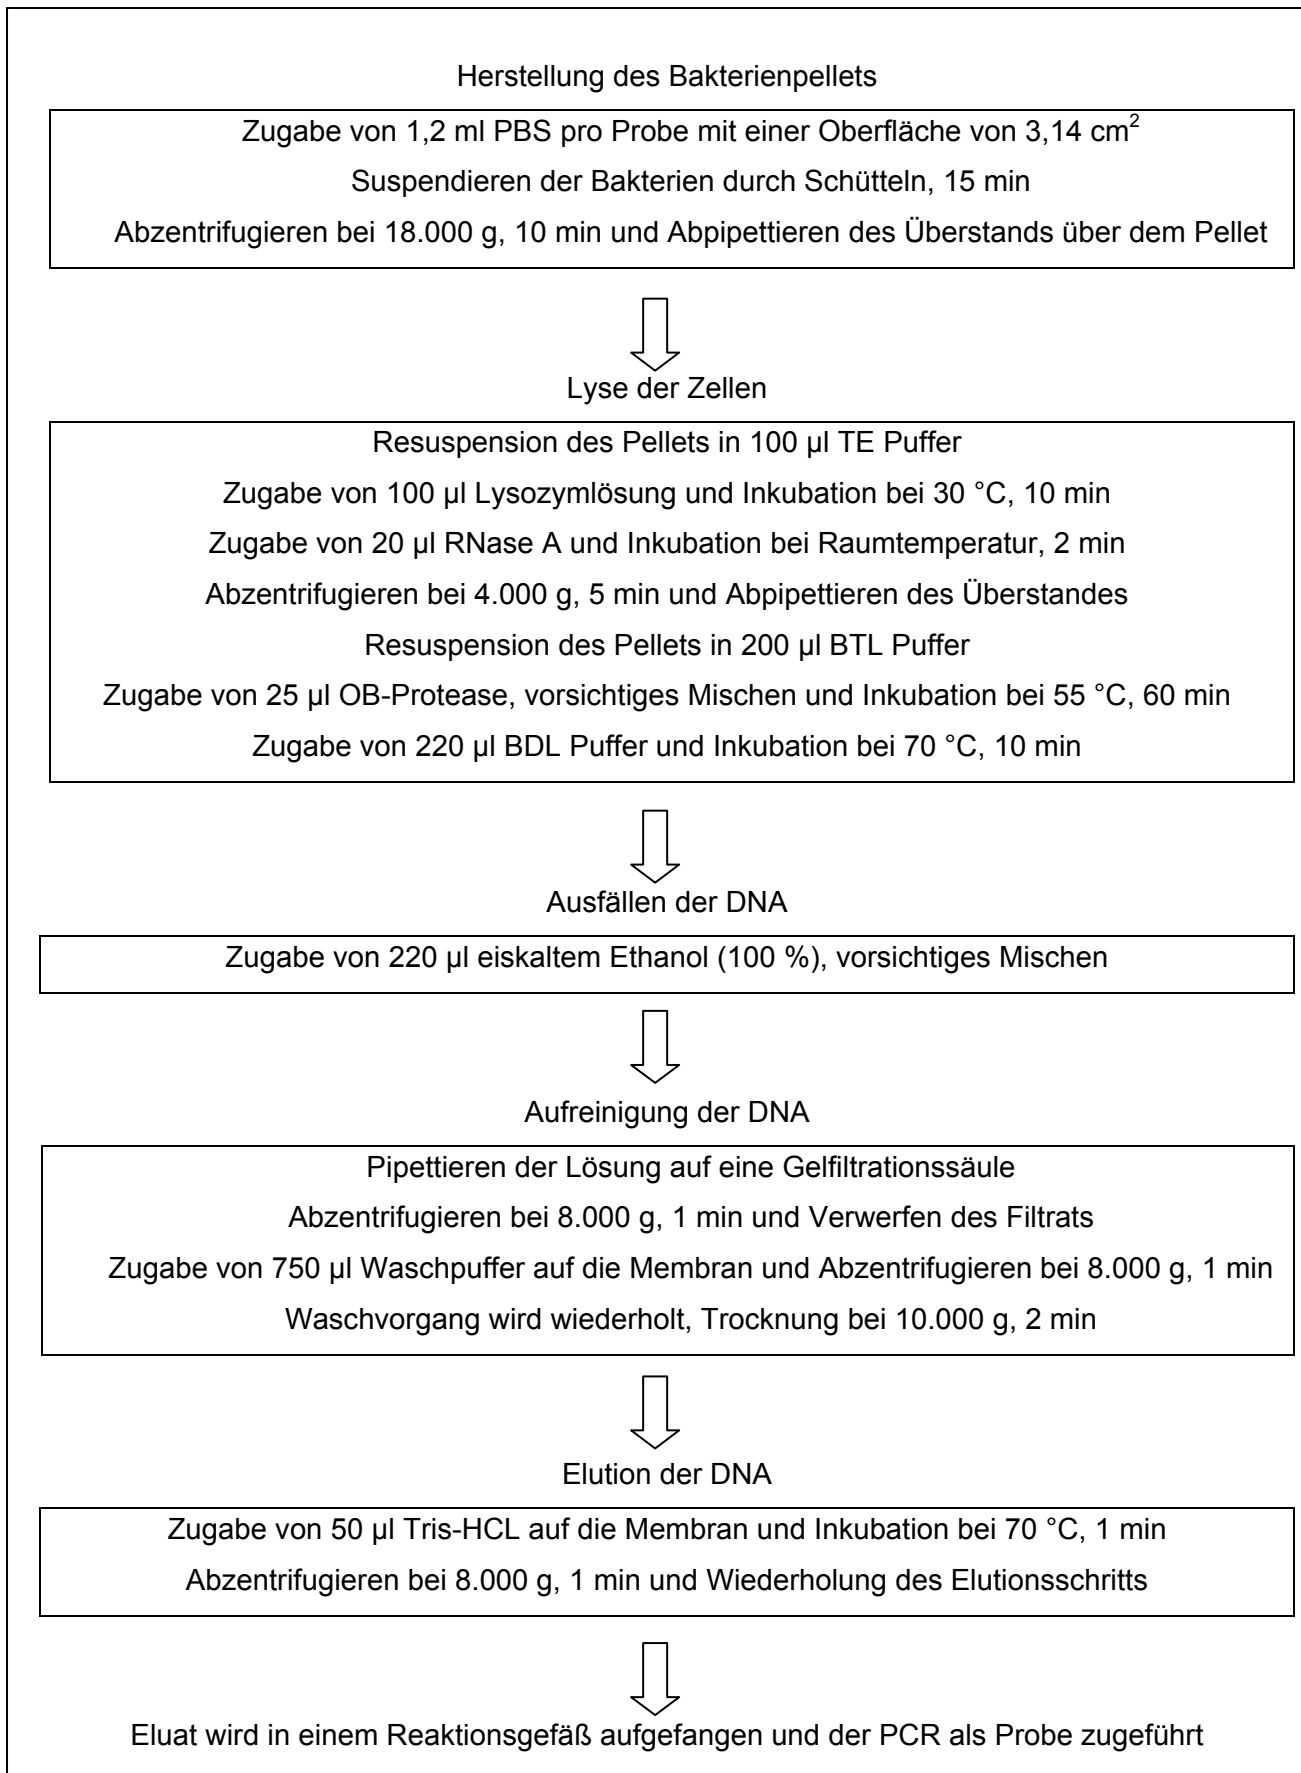 Herstellung des Bakterienpellets
Zugabe von 1,2 ml PBS pro Probe mit einer Oberfläche von 3,14 cm²
Suspendieren der Bakterien durch Schütteln, 15 min
Abzentrifugieren bei 18.000 g, 10 min und Abpipettieren des Überstands über dem Pellet
Lyse der Zellen
Resuspension des Pellets in 100 µl TE Puffer
Zugabe von 100 µl Lysozymlösung und Inkubation bei 30 °C, 10 min
Zugabe von 20 µl RNase A und Inkubation bei Raumtemperatur, 2 min
Abzentrifugieren bei 4.000 g, 5 min und Abpipettieren des Überstandes
Resuspension des Pellets in 200 µl BTL Puffer
Zugabe von 25 µl OB-Protease, vorsichtiges Mischen und Inkubation bei 55 °C, 60 min
Zugabe von 220 µl BDL Puffer und Inkubation bei 70 °C, 10 min
Ausfällen der DNA
Zugabe von 220 µl eiskaltem Ethanol (100 %), vorsichtiges Mischen
Aufreinigung der DNA
Pipettieren der Lösung auf eine Gelfiltrationssäule
Abzentrifugieren bei 8.000 g, 1 min und Verwerfen des Filtrats
Zugabe von 750 µl Waschpuffer auf die Membran und Abzentrifugieren bei 8.000 g, 1 min
Waschvorgang wird wiederholt, Trocknung bei 10.000 g, 2 min
Elution der DNA
Zugabe von 50 µl Tris-HCL auf die Membran und Inkubation bei 70 °C, 1 min
Abzentrifugieren bei 8.000 g, 1 min und Wiederholung des Elutionsschritts
Eluat wird in einem Reaktionsgefäß aufgefangen und der PCR als Probe zugeführt